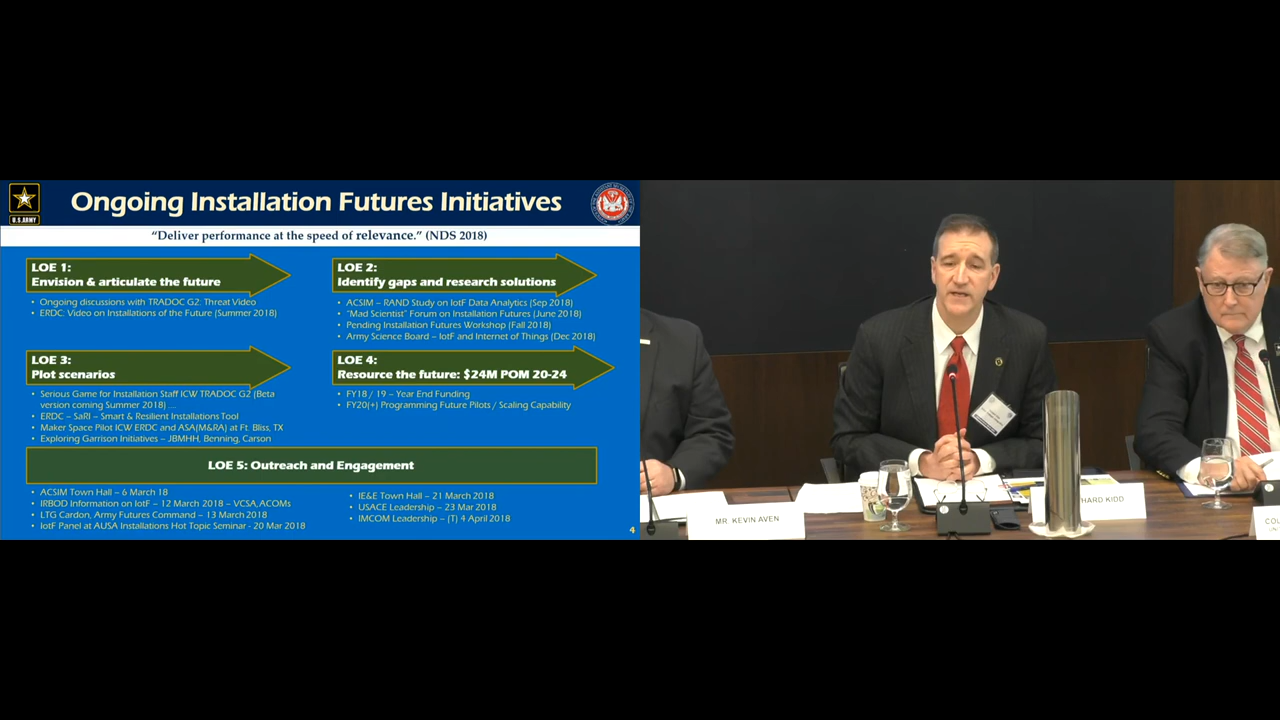 Ongoing Installation Futures Initiatives
U.S. ARMY
“Deliver performance at the speed of relevance.” (NDS 2018)
LOE 1:
Envision & articulate the future
• Ongoing discussions with TRADOC G2: Threat Video
• ERDC: Video on Installations of the Future (Summer 2018)
LOE 2:
Identify gaps and research solutions
• ACSIM – RAND Study on IotF Data Analytics (Sep 2018)
• “Mad Scientist” Forum on Installation Futures (June 2018)
• Pending Installation Futures Workshop (Fall 2018)
• Army Science Board – IotF and Internet of Things (Dec 2018)
LOE 3:
Plot scenarios
• Serious Game for Installation Staff ICW TRADOC G2 (Beta
version coming Summer 2018) ...
• ERDC – SaRI – Smart & Resilient Installations Tool
• Maker Space Pilot ICW ERDC and ASA(M&RA) at Ft. Bliss, TX
• Exploring Garrison Initiatives – JBMHH, Benning, Carson
LOE 4:
Resource the future: $24M POM 20-24
• FY18 / 19 – Year End Funding
• FY20(+) Programming Future Pilots / Scaling Capability
LOE 5: Outreach and Engagement
• ACSIM Town Hall – 6 March 18
• IRBOD Information on IotF – 12 March 2018 – VCSA, ACOMs
• LTG Cardon, Army Futures Command – 13 March 2018
• IotF Panel at AUSA Installations Hot Topic Seminar - 20 Mar 2018
• IE&E Town Hall – 21 March 2018
• USACE Leadership – 23 Mar 2018
• IMCOM Leadership – (T) 4 April 2018
4
MR. KEVIN AVEN
HARD KIDD
COL